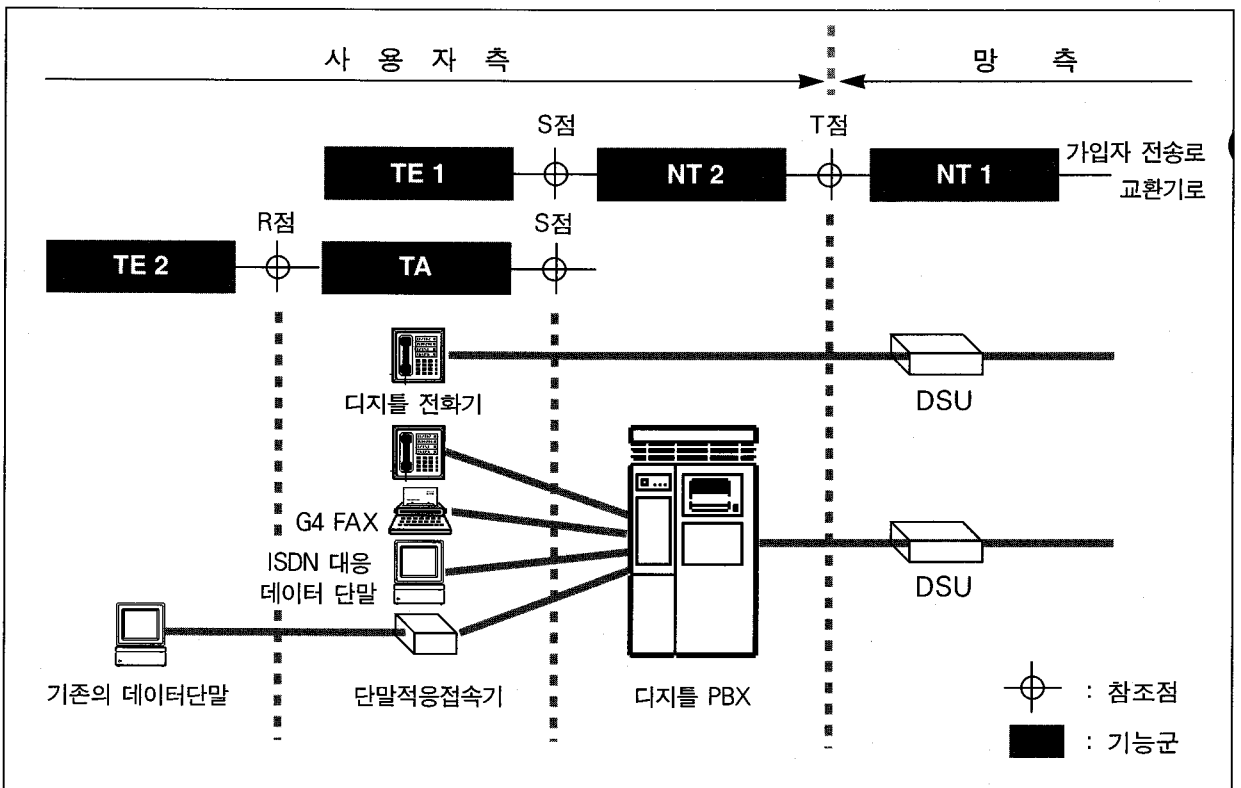 사 용 자 측
망 측
S점
T점
TE 1
NT 2
NT 1
가입자 전송로
교환기로
R점
S점
TE 2
TA
디지틀 전화기
DSU
G4 FAX
ISDN 대응
데이터 단말
DSU
기존의 데이터단말
단말적응접속기
디지틀 PBX
: 참조점
: 기능군